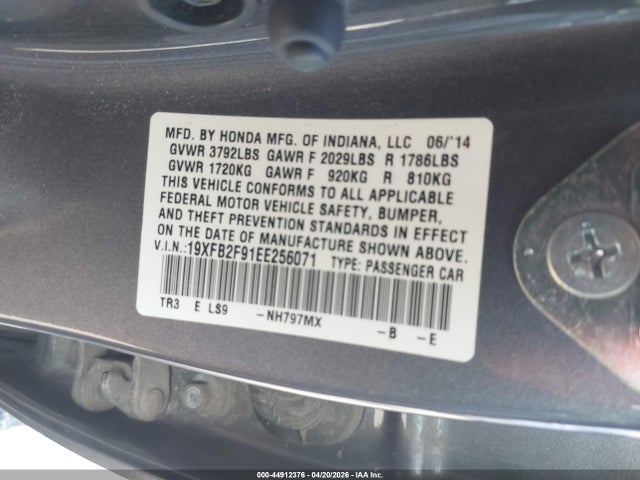 MFD. BY HONDA MFG. OF INDIANA, LLC 06/'14
GVWR 3792LBS GAWR F 2029LBS R 1786LBS
GVWR 1720KG GAWR F 920KG R 810KG
THIS VEHICLE CONFORMS TO ALL APPLICABLE
FEDERAL MOTOR VEHICLE SAFETY, BUMPER,
AND THEFT PREVENTION STANDARDS IN EFFECT
ON THE DATE OF MANUFACTURE SHOWN ABOVE.
V.I.N.:19XFB2F91EE256071 TYPE: PASSENGER CAR
TR3 E LS9 -NH797MX -B -E
000-44912376 - 04/20/2026 - IAAI.COM